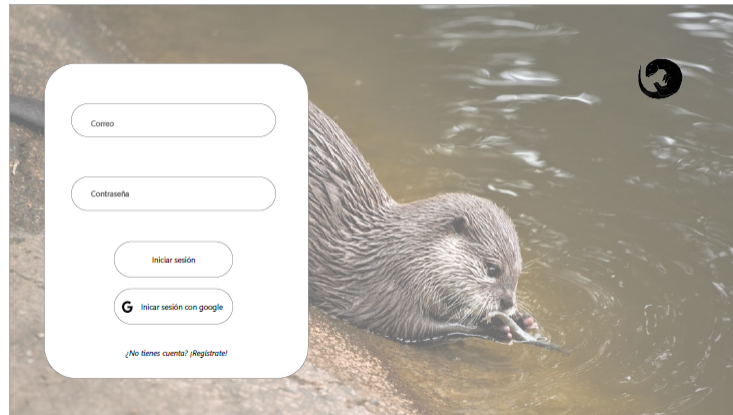 Correo
Contraseña
Iniciar sesión
Inicar sesión con google
¿No tienes cuenta? ¡Regístrate!